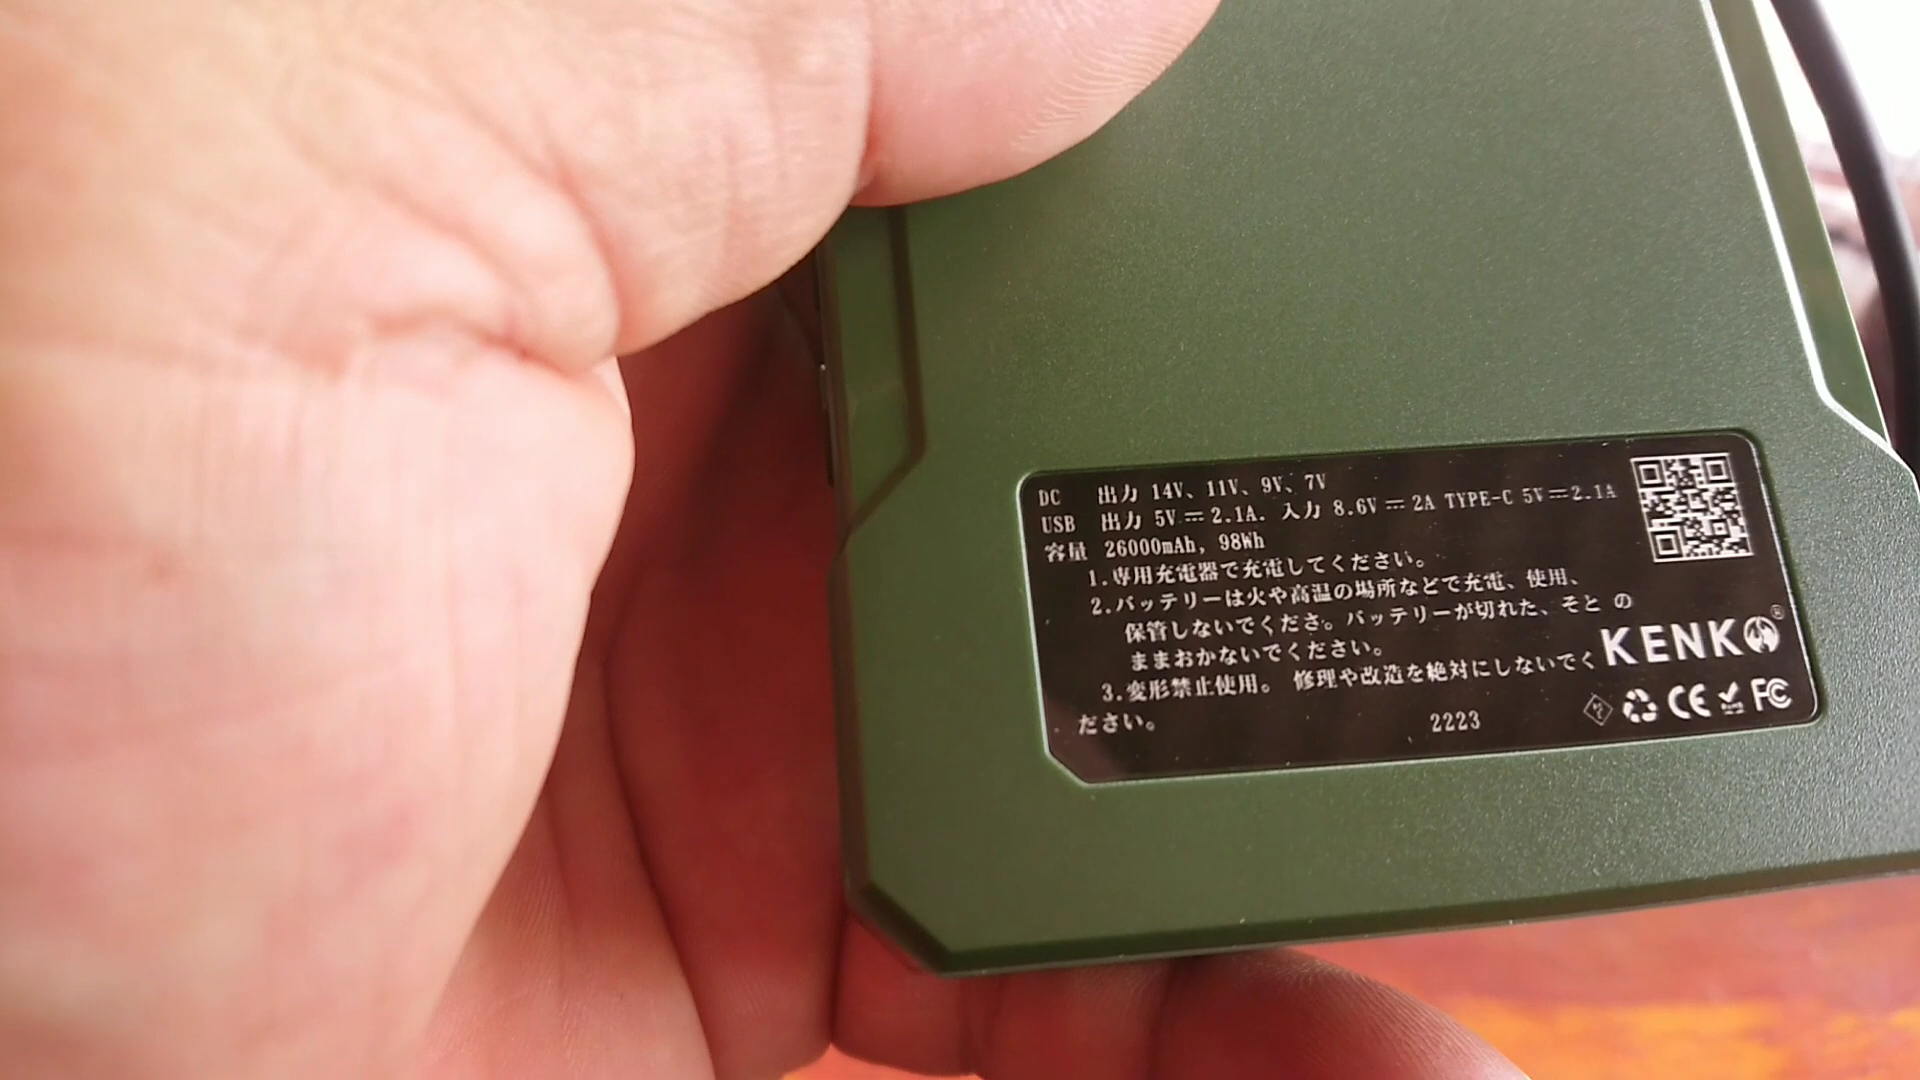 DC 出力 14V、11V、9V、7V
USB 出力 5V⎓2.1A. 入力 8.6V⎓2A TYPE-C 5V⎓2.1A
容量 26000mAh, 98Wh
1.専用充電器で充電してください。
2.バッテリーは火や高温の場所などで充電、使用、
保管しないでくださ。バッテリーが切れた、そと の
ままおかないでください。
3.変形禁止使用。 修理や改造を絶対にしないでく
ださい。
2223
KENKO®
CE FC